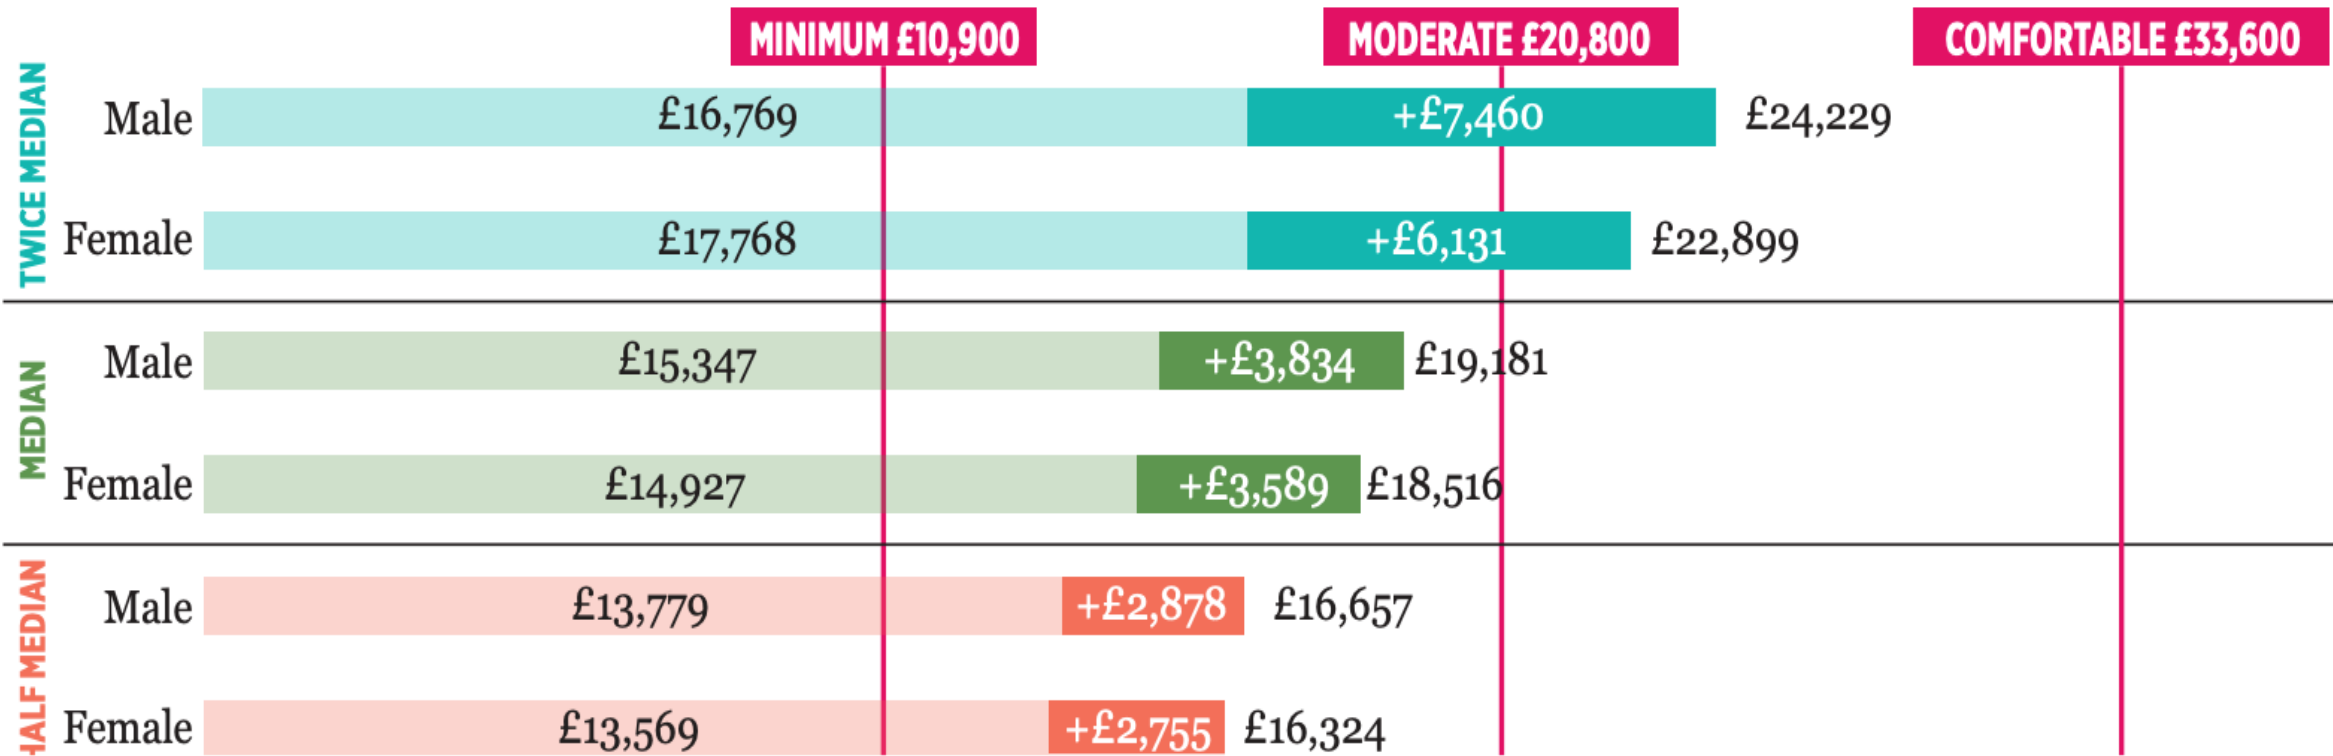 MINIMUM £10,900 MODERATE £20,800 COMFORTABLE £33,600
TWICE MEDIAN
Male £16,769 +£7,460 £24,229
Female £17,768 +£6,131 £22,899
MEDIAN
Male £15,347 +£3,834 £19,181
Female £14,927 +£3,589 £18,516
HALF MEDIAN
Male £13,779 +£2,878 £16,657
Female £13,569 +£2,755 £16,324